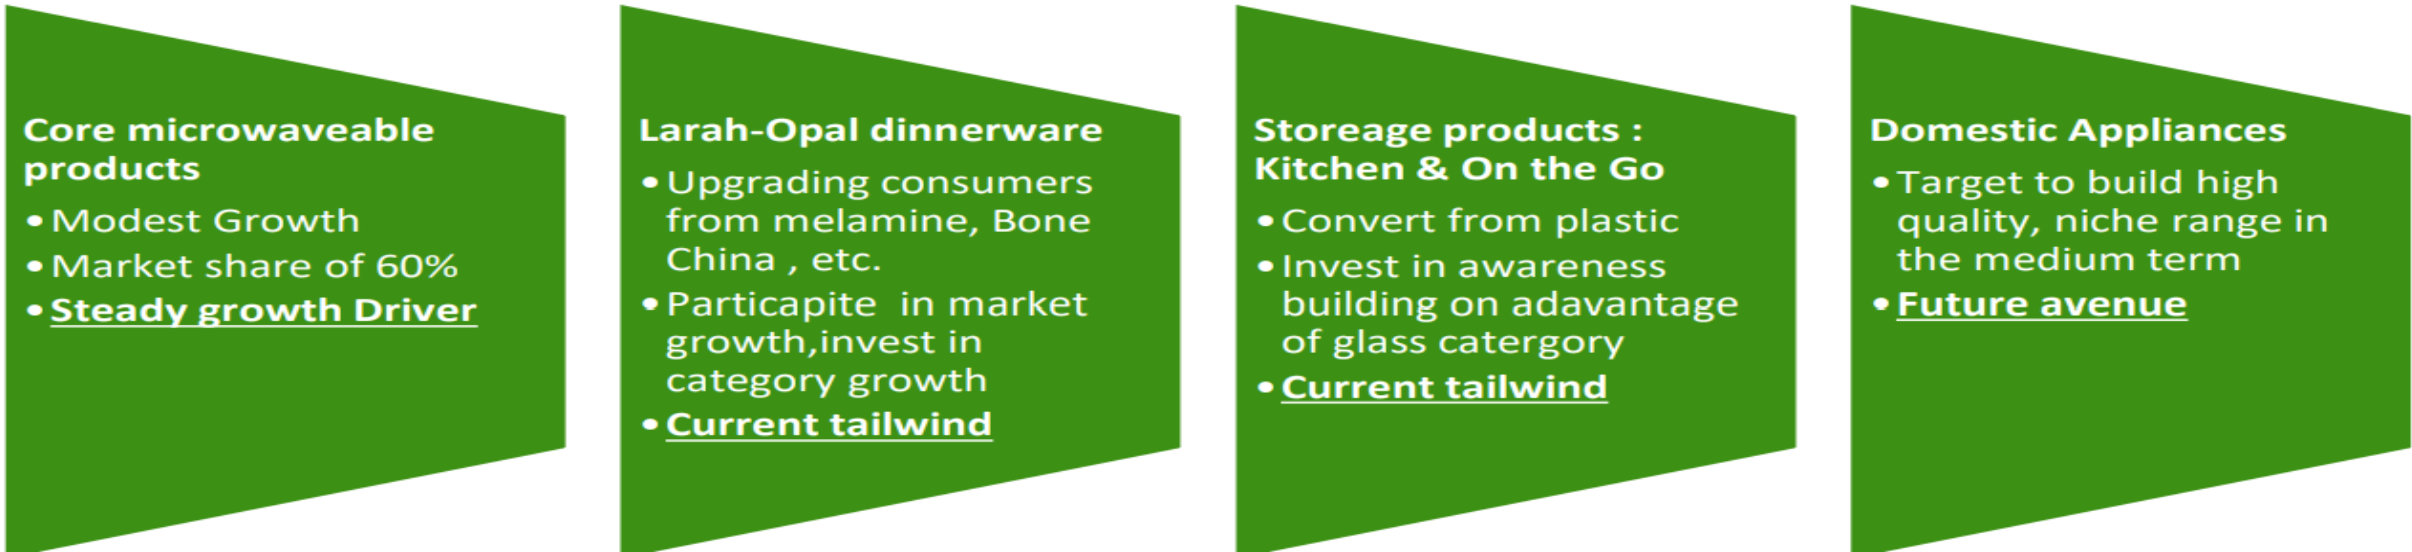 Core microwaveable
products
•Modest Growth
•Market share of 60%
•Steady growth Driver
Larah-Opal dinnerware
•Upgrading consumers
from melamine, Bone
China , etc.
•Particapite  in market
growth,invest in
category growth
•Current tailwind
Storeage products :
Kitchen & On the Go
•Convert from plastic
•Invest in awareness
building on adavantage
of glass catergory
•Current tailwind
Domestic Appliances
•Target to build high
quality, niche range in
the medium term
•Future avenue